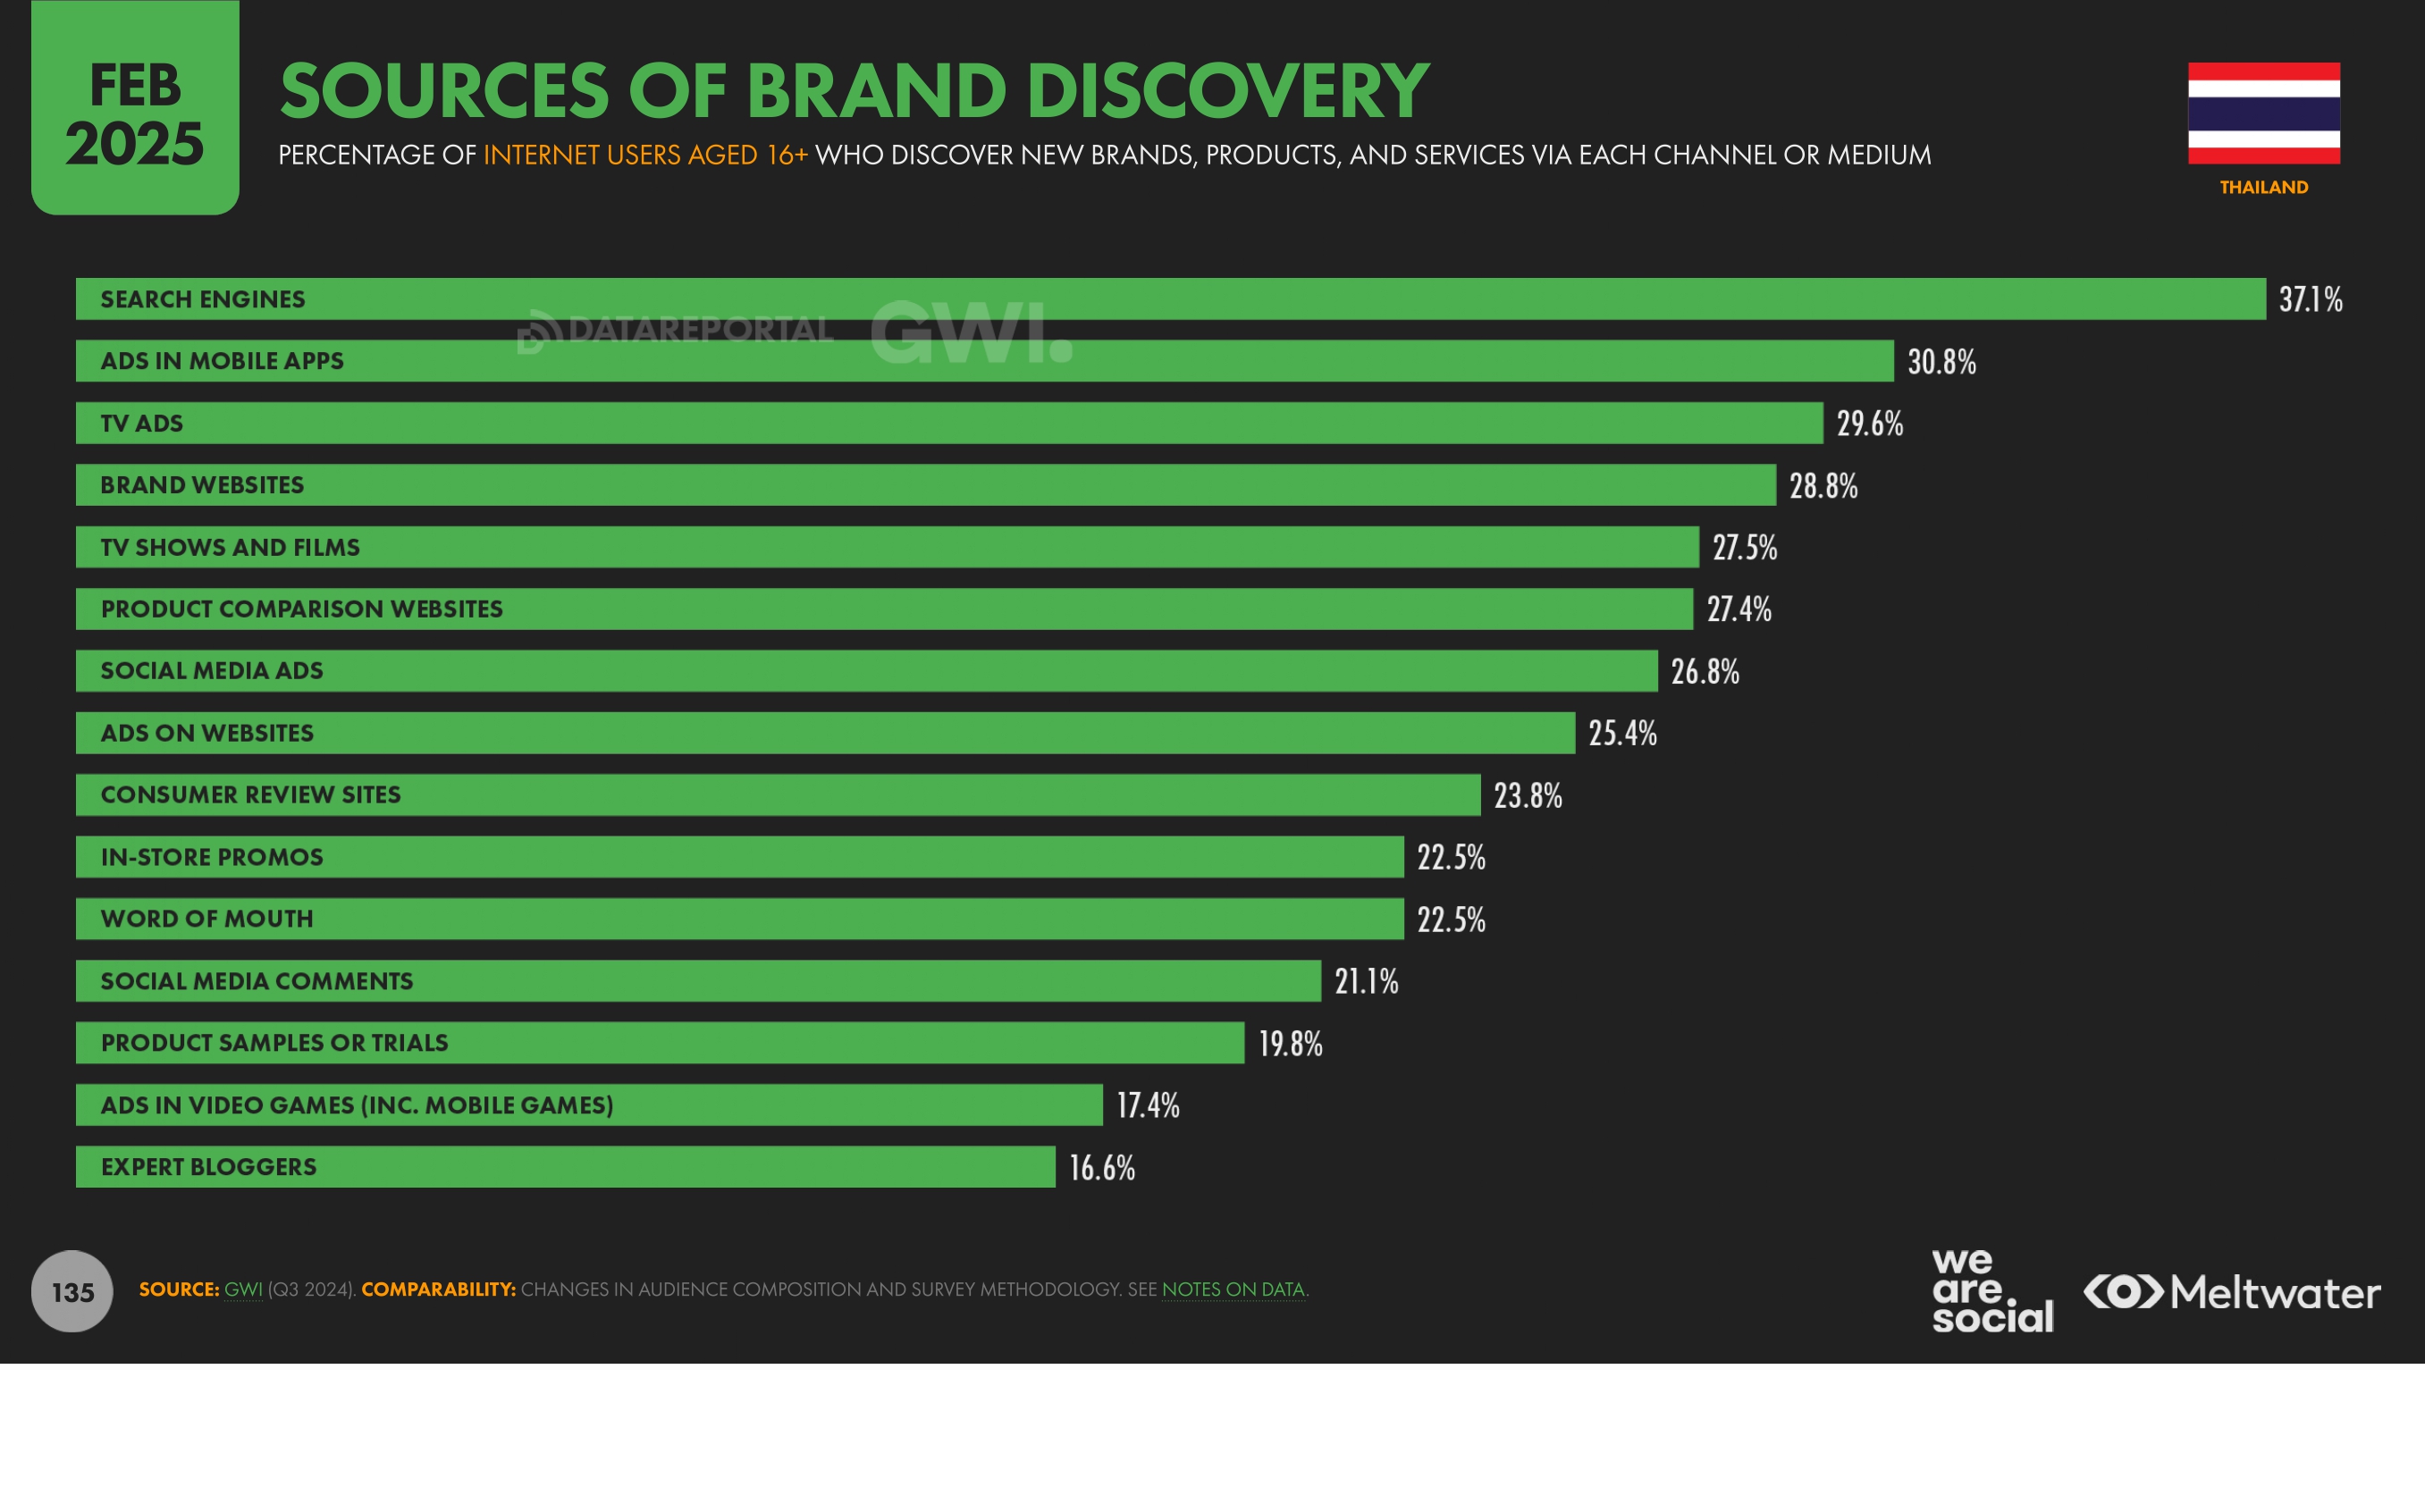 FEB
2025
SOURCES OF BRAND DISCOVERY
PERCENTAGE OF INTERNET USERS AGED 16+ WHO DISCOVER NEW BRANDS, PRODUCTS, AND SERVICES VIA EACH CHANNEL OR MEDIUM
THAILAND
SEARCH ENGINES 37.1%
DATAREPORTAL GWI.
ADS IN MOBILE APPS 30.8%
TV ADS 29.6%
BRAND WEBSITES 28.8%
TV SHOWS AND FILMS 27.5%
PRODUCT COMPARISON WEBSITES 27.4%
SOCIAL MEDIA ADS 26.8%
ADS ON WEBSITES 25.4%
CONSUMER REVIEW SITES 23.8%
IN-STORE PROMOS 22.5%
WORD OF MOUTH 22.5%
SOCIAL MEDIA COMMENTS 21.1%
PRODUCT SAMPLES OR TRIALS 19.8%
ADS IN VIDEO GAMES (INC. MOBILE GAMES) 17.4%
EXPERT BLOGGERS 16.6%
135
SOURCE: GWI (Q3 2024). COMPARABILITY: CHANGES IN AUDIENCE COMPOSITION AND SURVEY METHODOLOGY. SEE NOTES ON DATA.
we
are
social
Meltwater